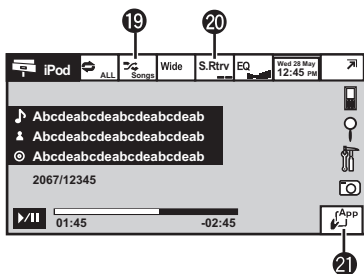 19 20
iPod ALL Songs Wide S.Rtrv EQ Wed 28 May
12:45 PM
Abcdeabcdeabcdeabcdeab
Abcdeabcdeabcdeabcdeab
Abcdeabcdeabcdeabcdeab
2067/12345
01:45 -02:45
APP
21